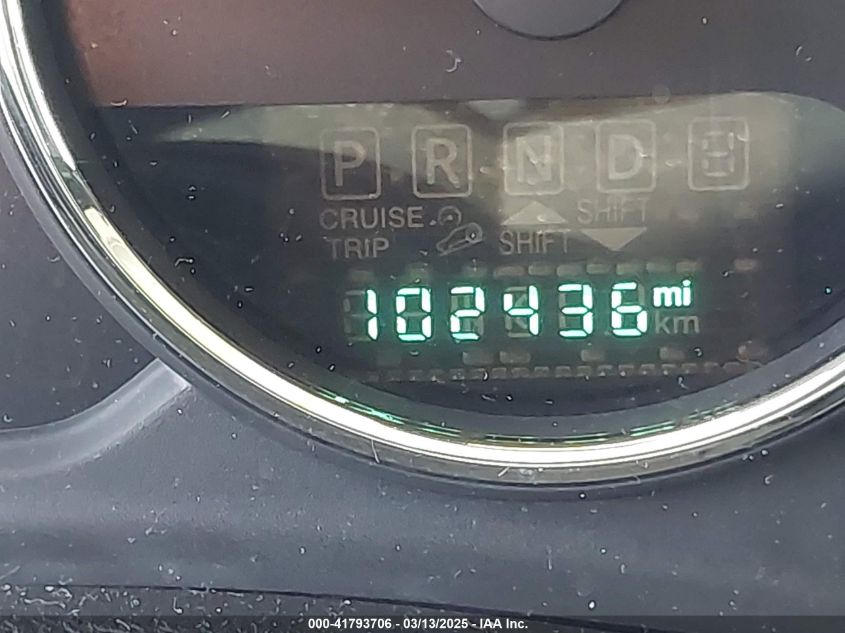 P R N D 8
CRUISE SHIFT
TRIP SHIFT
102436 mi
km
000-41793706 - 03/13/2025 - IAA Inc.